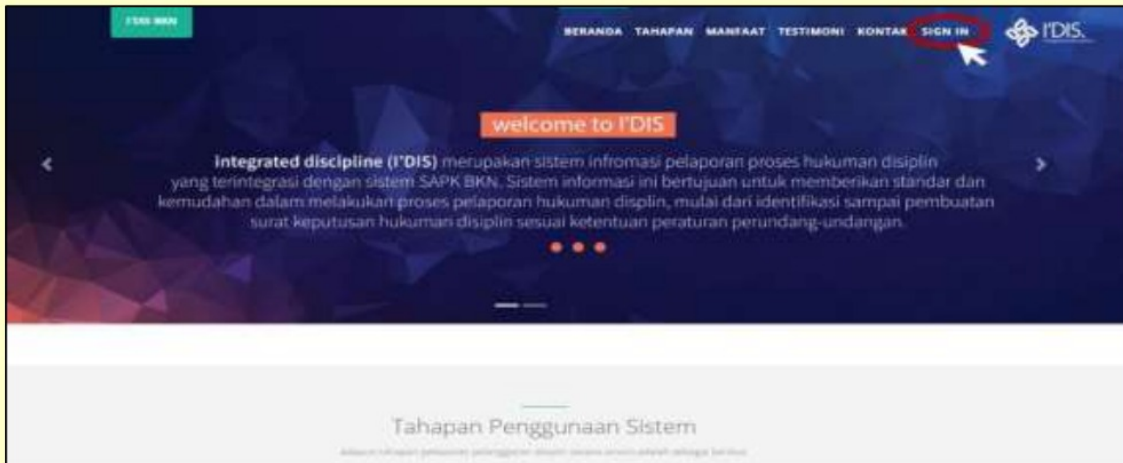 I'DIS BKN
BERANDA TAHAPAN MANFAAT TESTIMONI KONTAK SIGN IN
I'DIS.
welcome to I'DIS
integrated discipline (I'DIS) merupakan sistem infromasi pelaporan proses hukuman disiplin
yang terintegrasi dengan sistem SAPK BKN. Sistem informasi ini bertujuan untuk memberikan standar dan
kemudahan dalam melakukan proses pelaporan hukuman displin, mulai dari identifikasi sampai pembuatan
surat keputusan hukuman disiplin sesuai ketentuan peraturan perundang-undangan.
Tahapan Penggunaan Sistem